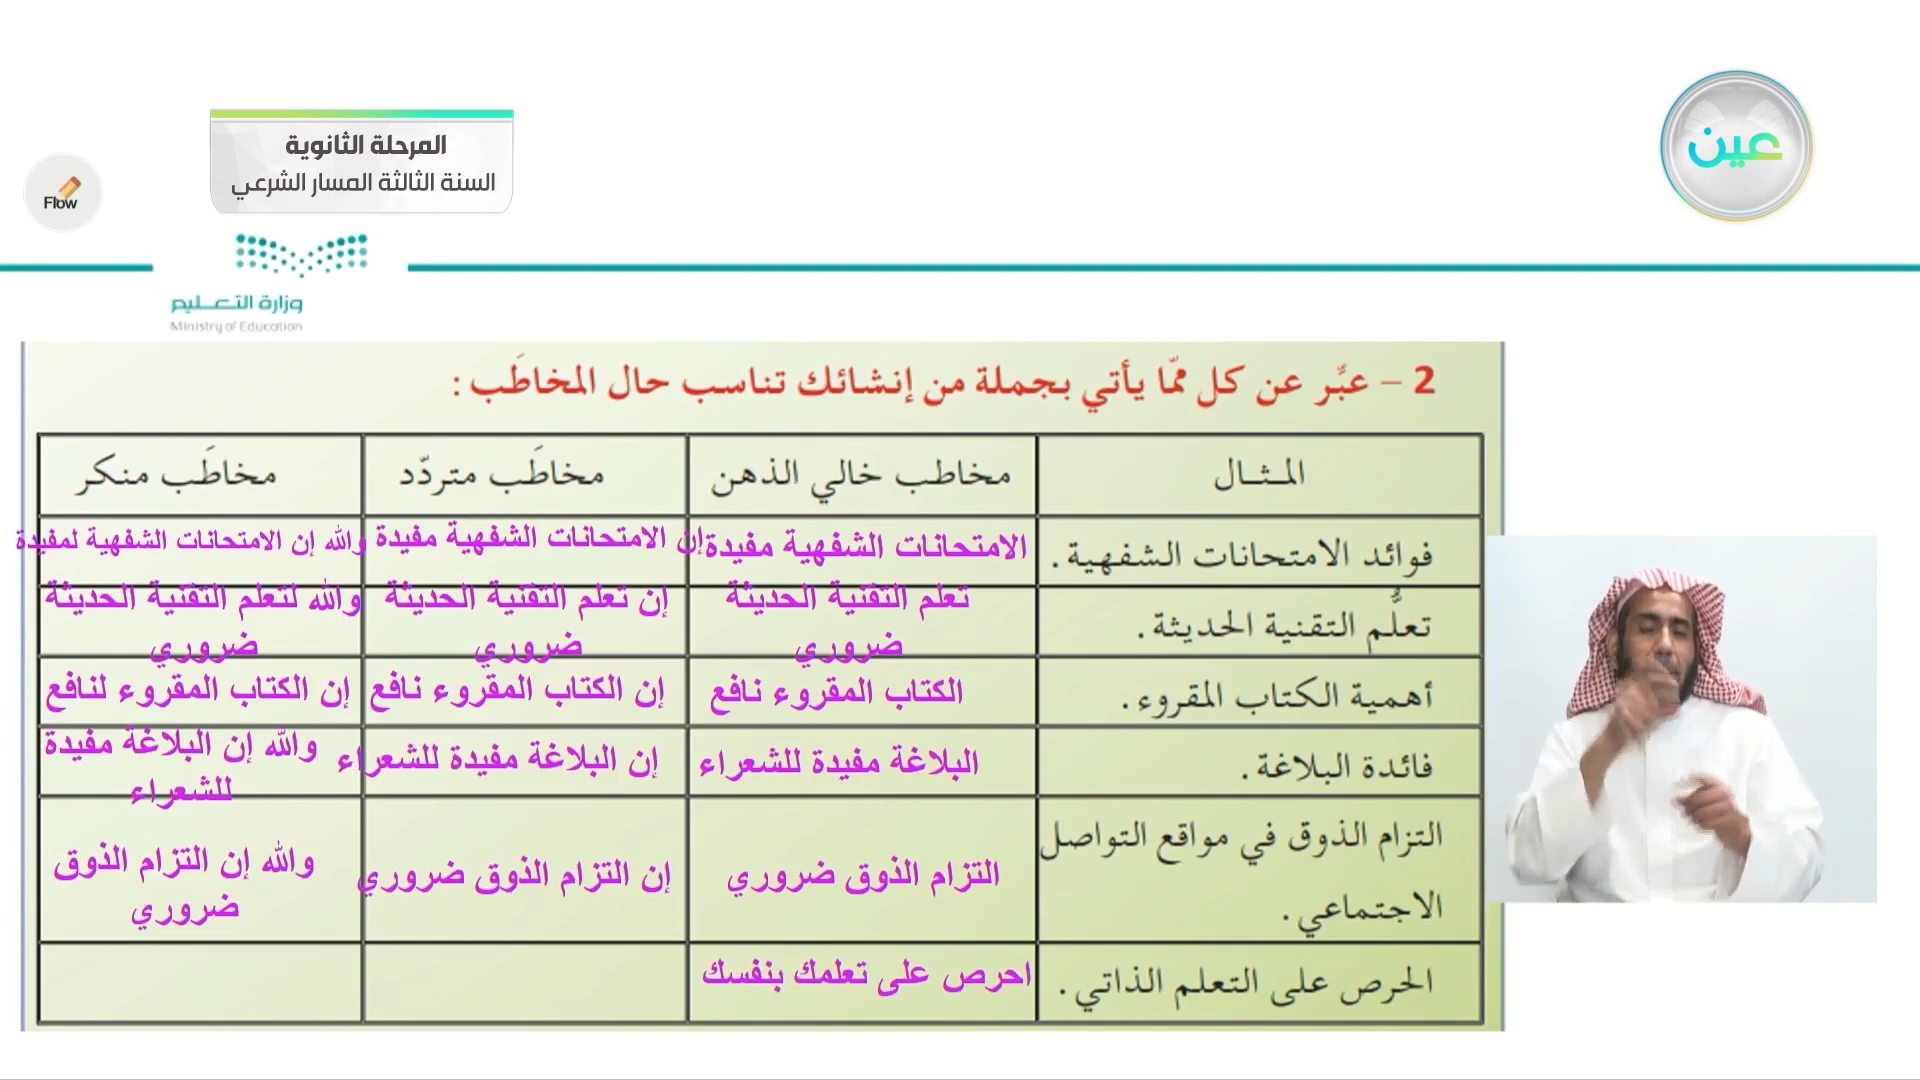 عين
المرحلة الثانوية
السنة الثالثة المسار الشرعي
Flow
وزارة التعليم
Ministry of Education
2 – عبِّر عن كل ممّا يأتي بجملة من إنشائك تناسب حال المخاطَب :
المثال
مخاطب خالي الذهن
مخاطَب متردّد
مخاطَب منكر
فوائد الامتحانات الشفهية .
الامتحانات الشفهية مفيدة
إن الامتحانات الشفهية مفيدة
والله إن الامتحانات الشفهية لمفيدة
تعلُّم التقنية الحديثة .
تعلم التقنية الحديثة
ضروري
إن تعلم التقنية الحديثة
ضروري
والله لتعلم التقنية الحديثة
ضروري
أهمية الكتاب المقروء .
الكتاب المقروء نافع
إن الكتاب المقروء نافع
إن الكتاب المقروء لنافع
فائدة البلاغة .
البلاغة مفيدة للشعراء
إن البلاغة مفيدة للشعراء
والله إن البلاغة مفيدة
للشعراء
التزام الذوق في مواقع التواصل
الاجتماعي .
التزام الذوق ضروري
إن التزام الذوق ضروري
والله إن التزام الذوق
ضروري
الحرص على التعلم الذاتي .
احرص على تعلمك بنفسك